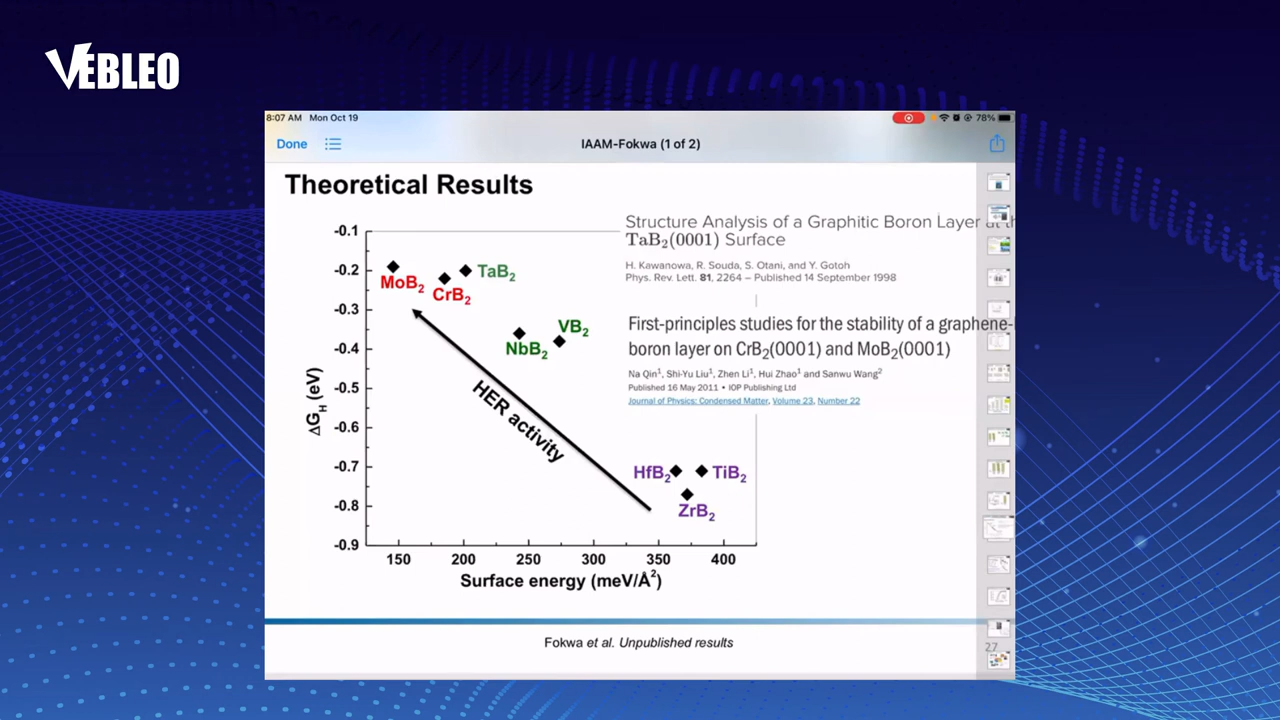 VEBLEO
8:07 AM Mon Oct 19
78%
Done
IAAM-Fokwa (1 of 2)
Theoretical Results
Structure Analysis of a Graphitic Boron Layer at th
TaB₂(0001) Surface
H. Kawanowa, R. Souda, S. Otani, and Y. Gotoh
Phys. Rev. Lett. 81, 2264 – Published 14 September 1998
First-principles studies for the stability of a graphene-
boron layer on CrB₂(0001) and MoB₂(0001)
Na Qin¹, Shi-Yu Liu¹, Zhen Li¹, Hui Zhao¹ and Sanwu Wang²
Published 16 May 2011 • IOP Publishing Ltd
Journal of Physics: Condensed Matter, Volume 23, Number 22
ΔG_H (eV)
-0.1
-0.2
-0.3
-0.4
-0.5
-0.6
-0.7
-0.8
-0.9
MoB₂
CrB₂
TaB₂
NbB₂
VB₂
HER activity
HfB₂
TiB₂
ZrB₂
150 200 250 300 350 400
Surface energy (meV/Å²)
Fokwa et al. Unpublished results
27